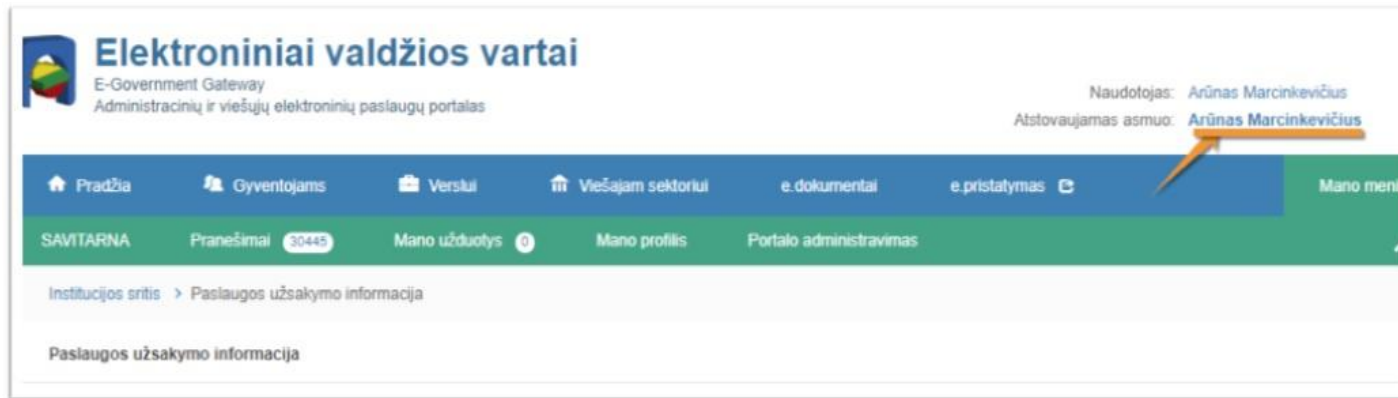 Elektroniniai valdžios vartai
E-Government Gateway
Administracinių ir viešųjų elektroninių paslaugų portalas
Naudotojas: Arūnas Marcinkevičius
Atstovaujamas asmuo: Arūnas Marcinkevičius
Pradžia Gyventojams Verslui Viešajam sektoriui e.dokumentai e.pristatymas Mano meni
SAVITARNA Pranešimai 30445 Mano užduotys 0 Mano profilis Portalo administravimas
Institucijos sritis > Paslaugos užsakymo informacija
Paslaugos užsakymo informacija